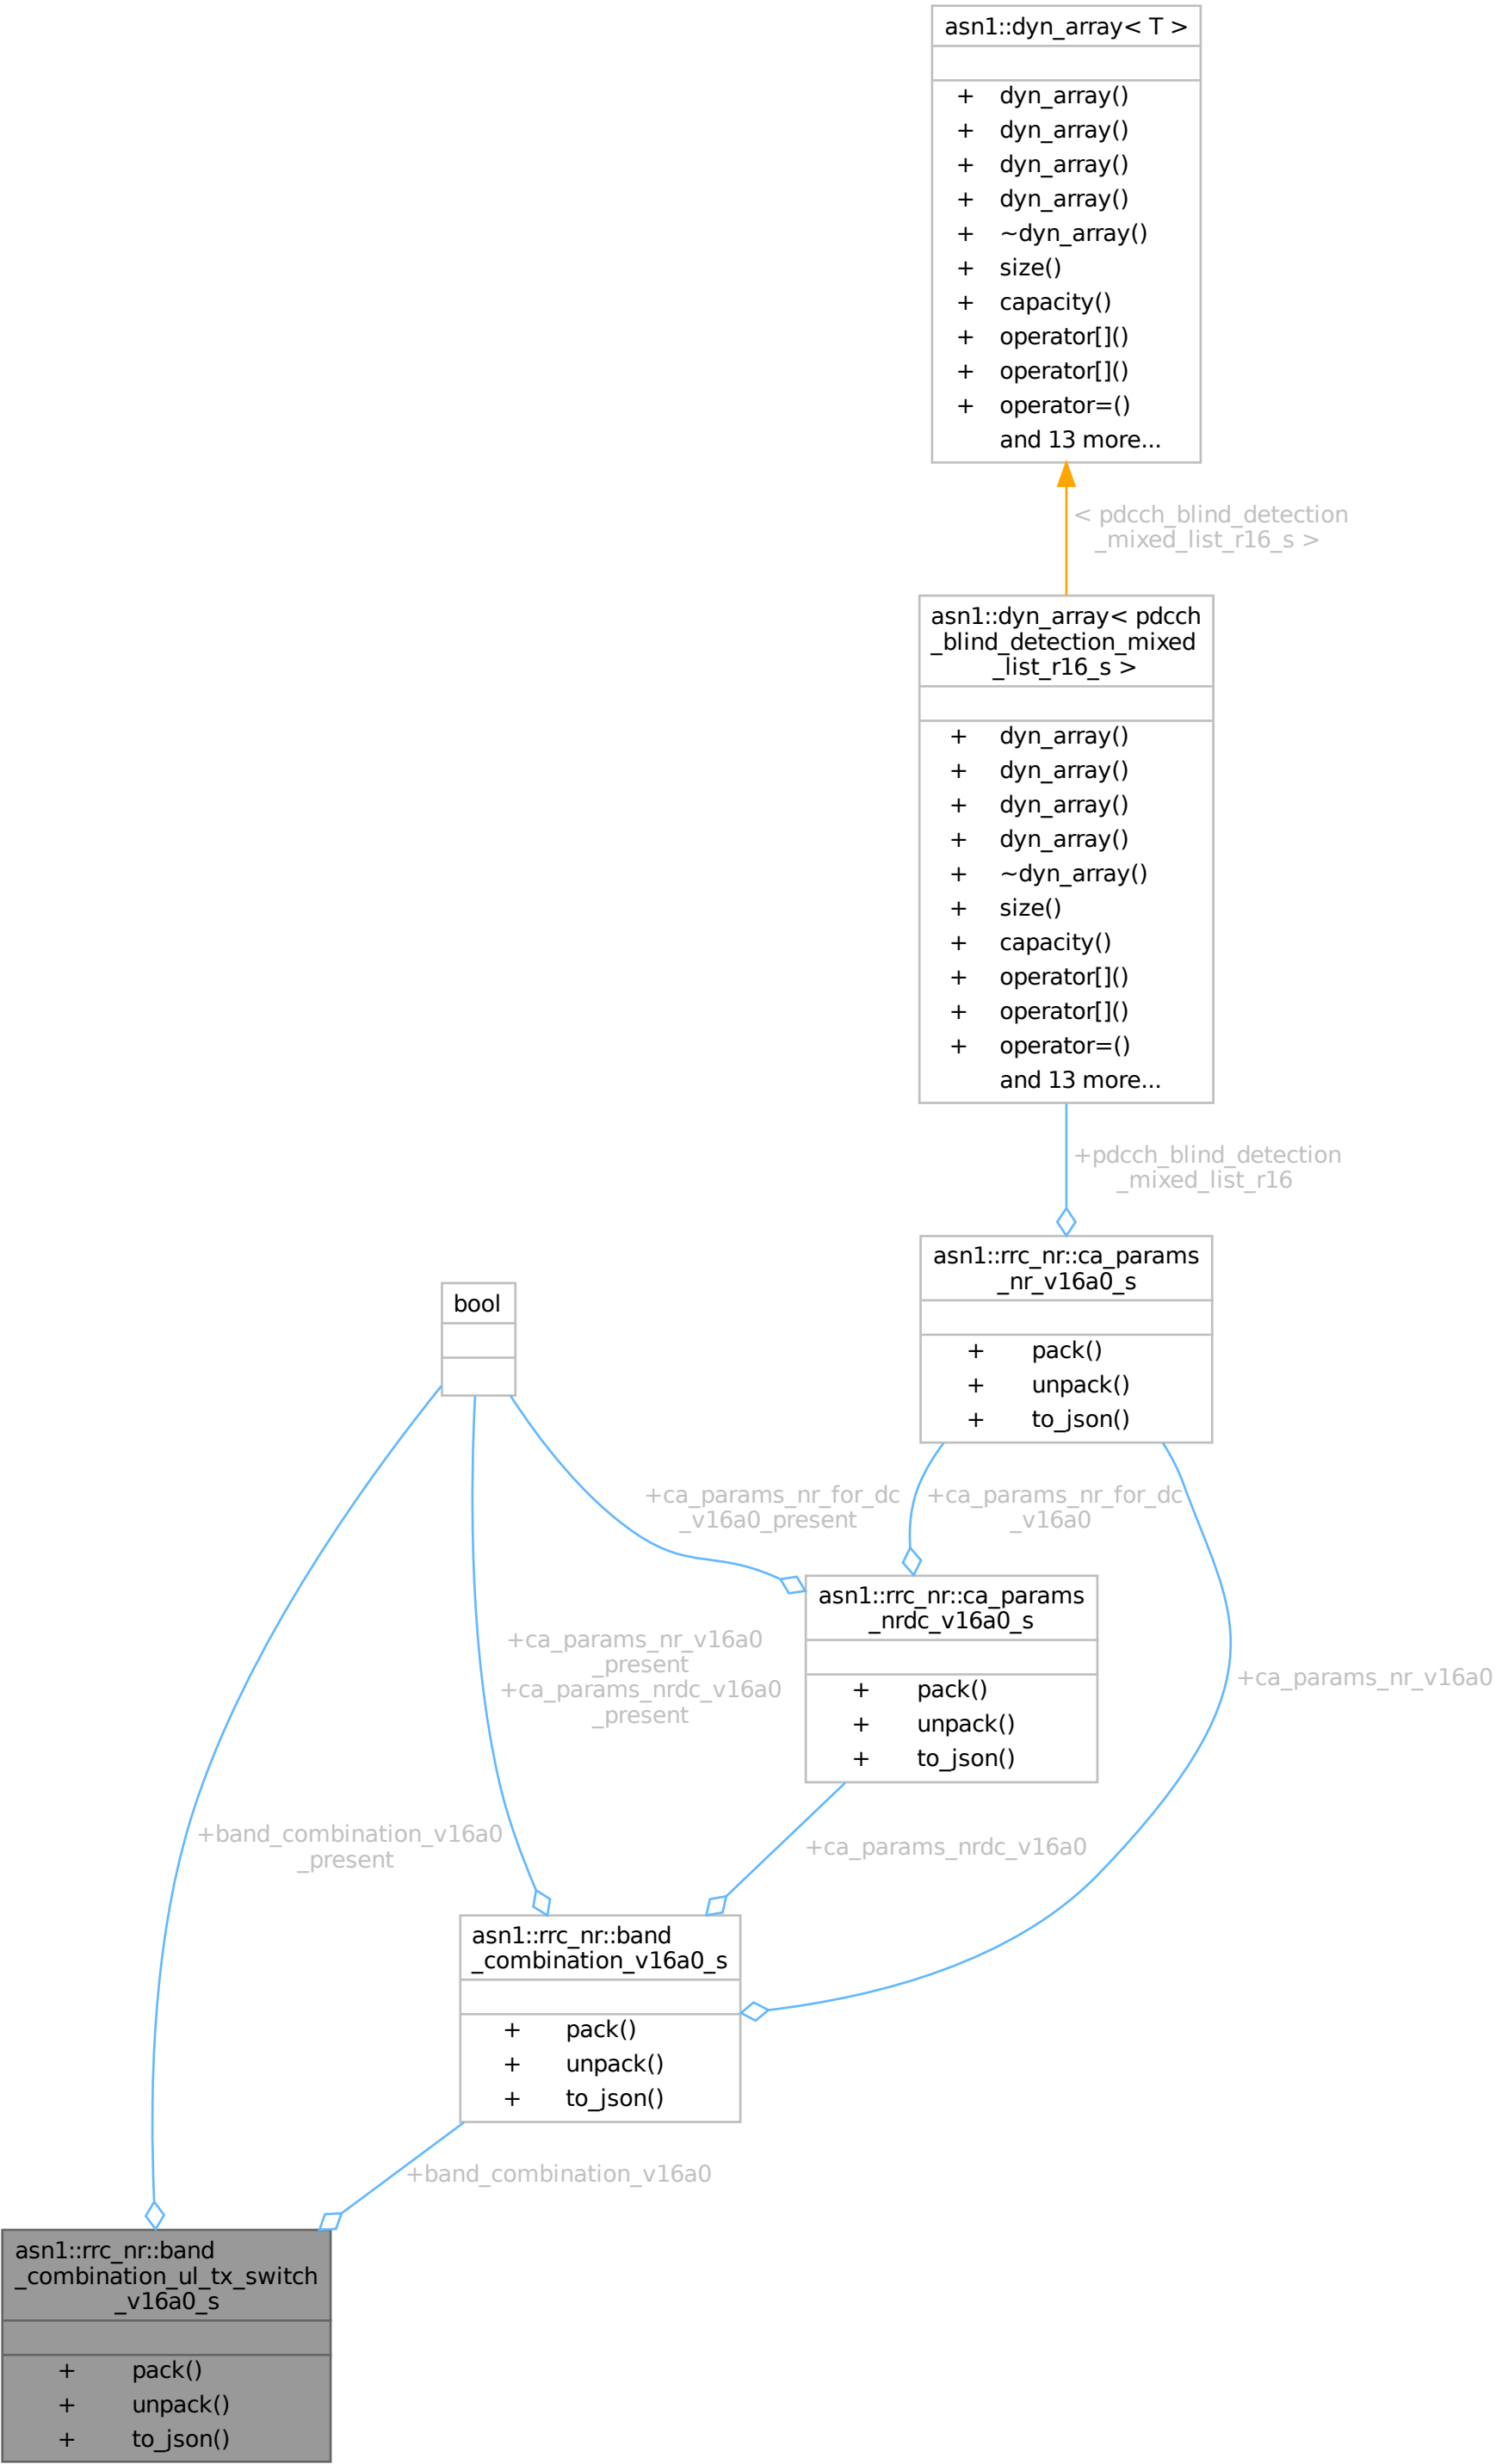 asn1::dyn_array< T >
+ dyn_array()
+ dyn_array()
+ dyn_array()
+ dyn_array()
+ ~dyn_array()
+ size()
+ capacity()
+ operator[]()
+ operator[]()
+ operator=()
and 13 more...
< pdcch_blind_detection
_mixed_list_r16_s >
asn1::dyn_array< pdcch
_blind_detection_mixed
_list_r16_s >
+ dyn_array()
+ dyn_array()
+ dyn_array()
+ dyn_array()
+ ~dyn_array()
+ size()
+ capacity()
+ operator[]()
+ operator[]()
+ operator=()
and 13 more...
+pdcch_blind_detection
_mixed_list_r16
asn1::rrc_nr::ca_params
_nr_v16a0_s
+ pack()
+ unpack()
+ to_json()
bool
+ca_params_nr_for_dc
_v16a0_present
+ca_params_nr_for_dc
_v16a0
asn1::rrc_nr::ca_params
_nrdc_v16a0_s
+ pack()
+ unpack()
+ to_json()
+ca_params_nr_v16a0
_present
+ca_params_nrdc_v16a0
_present
+ca_params_nr_v16a0
+band_combination_v16a0
_present
+ca_params_nrdc_v16a0
asn1::rrc_nr::band
_combination_v16a0_s
+ pack()
+ unpack()
+ to_json()
+band_combination_v16a0
asn1::rrc_nr::band
_combination_ul_tx_switch
_v16a0_s
+ pack()
+ unpack()
+ to_json()